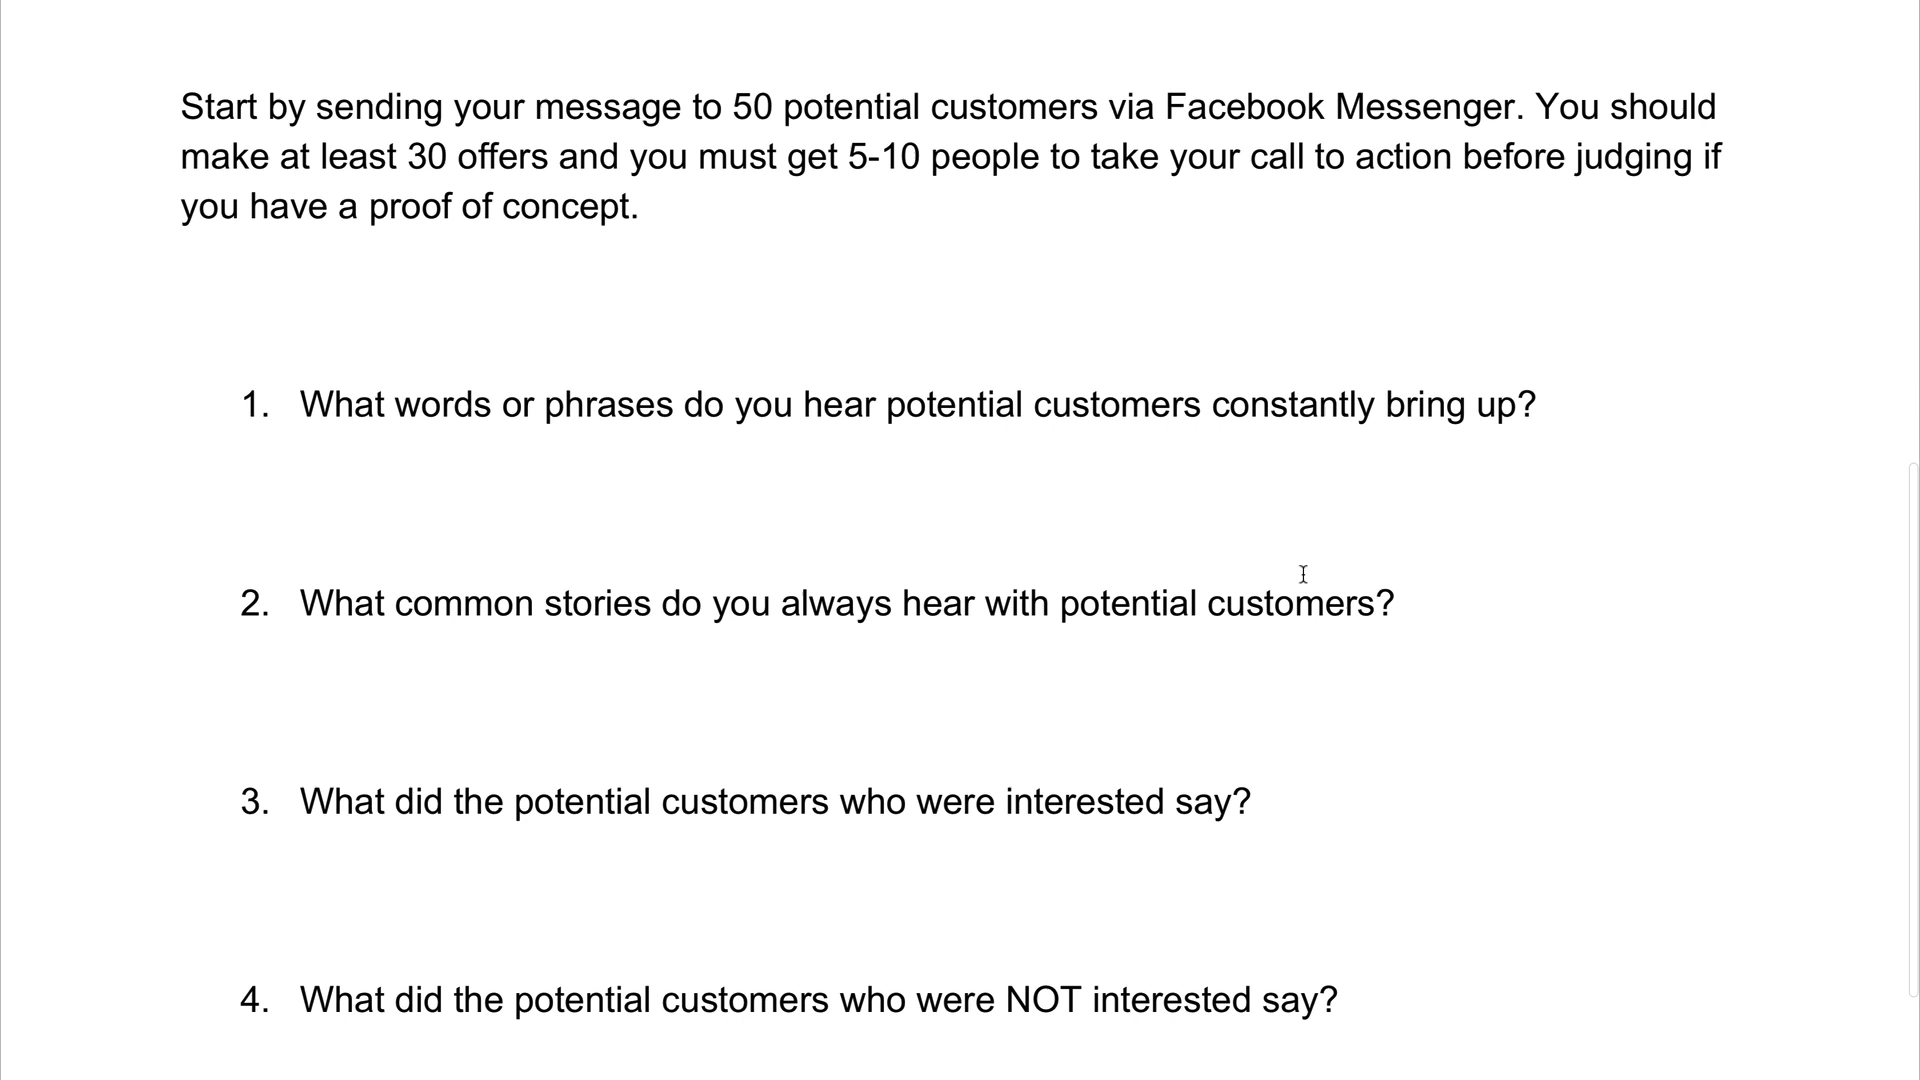 Start by sending your message to 50 potential customers via Facebook Messenger. You should
make at least 30 offers and you must get 5-10 people to take your call to action before judging if
you have a proof of concept.
1. What words or phrases do you hear potential customers constantly bring up?
2. What common stories do you always hear with potential customers?
3. What did the potential customers who were interested say?
4. What did the potential customers who were NOT interested say?